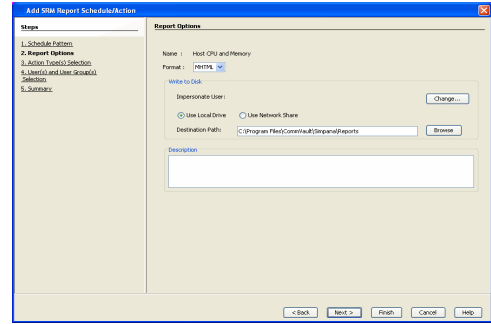 Add SRM Report Schedule/Action
Steps
1. Schedule Pattern
2. Report Options
3. Action Type(s) Selection
4. User(s) and User Group(s)
Selection
5. Summary
Report Options
Name : Host CPU and Memory
Format : MHTML
Write to Disk
Impersonate User:
Change...
Use Local Drive Use Network Share
Destination Path: C:\Program Files\CommVault\Simpana\Reports Browse
Description
< Back Next > Finish Cancel Help